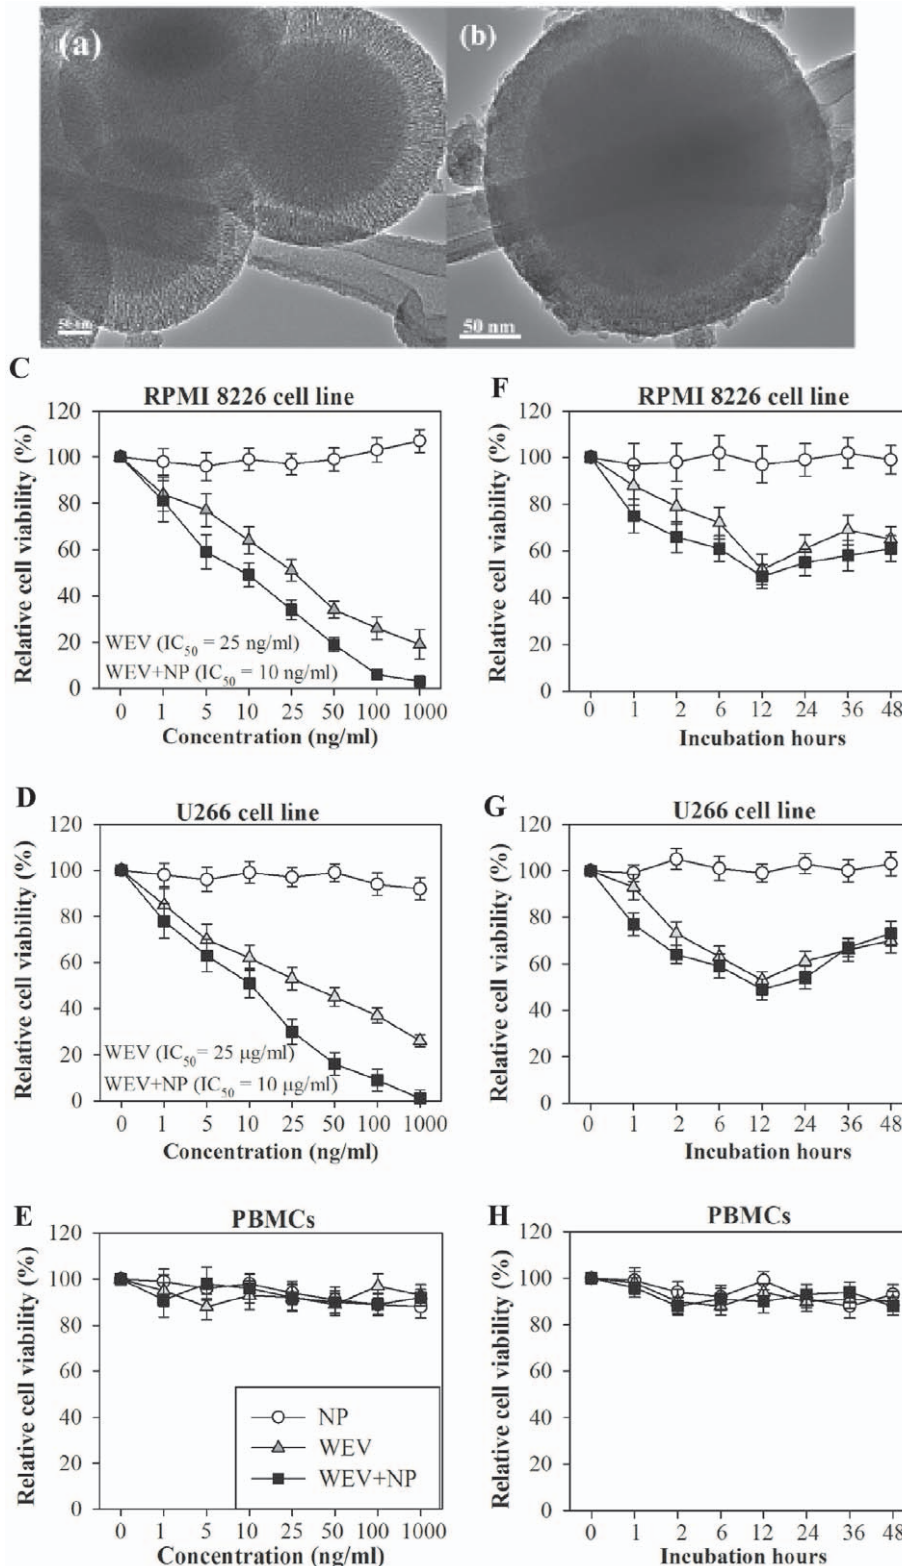 (a)
(b)
50 nm
50 nm
C
RPMI 8226 cell line
Relative cell viability (%)
120
100
80
60
40
20
0
WEV (IC50 = 25 ng/ml)
WEV+NP (IC50 = 10 ng/ml)
0 1 5 10 25 50 100 1000
Concentration (ng/ml)
F
RPMI 8226 cell line
Relative cell viability (%)
120
100
80
60
40
20
0
0 1 2 6 12 24 36 48
Incubation hours
D
U266 cell line
Relative cell viability (%)
120
100
80
60
40
20
0
WEV (IC50= 25 µg/ml)
WEV+NP (IC50 = 10 µg/ml)
0 1 5 10 25 50 100 1000
Concentration (ng/ml)
G
U266 cell line
Relative cell viability (%)
120
100
80
60
40
20
0
0 1 2 6 12 24 36 48
Incubation hours
E
PBMCs
Relative cell viability (%)
120
100
80
60
40
20
0
NP
WEV
WEV+NP
0 1 5 10 25 50 100 1000
Concentration (ng/ml)
H
PBMCs
Relative cell viability (%)
120
100
80
60
40
20
0
0 1 2 6 12 24 36 48
Incubation hours